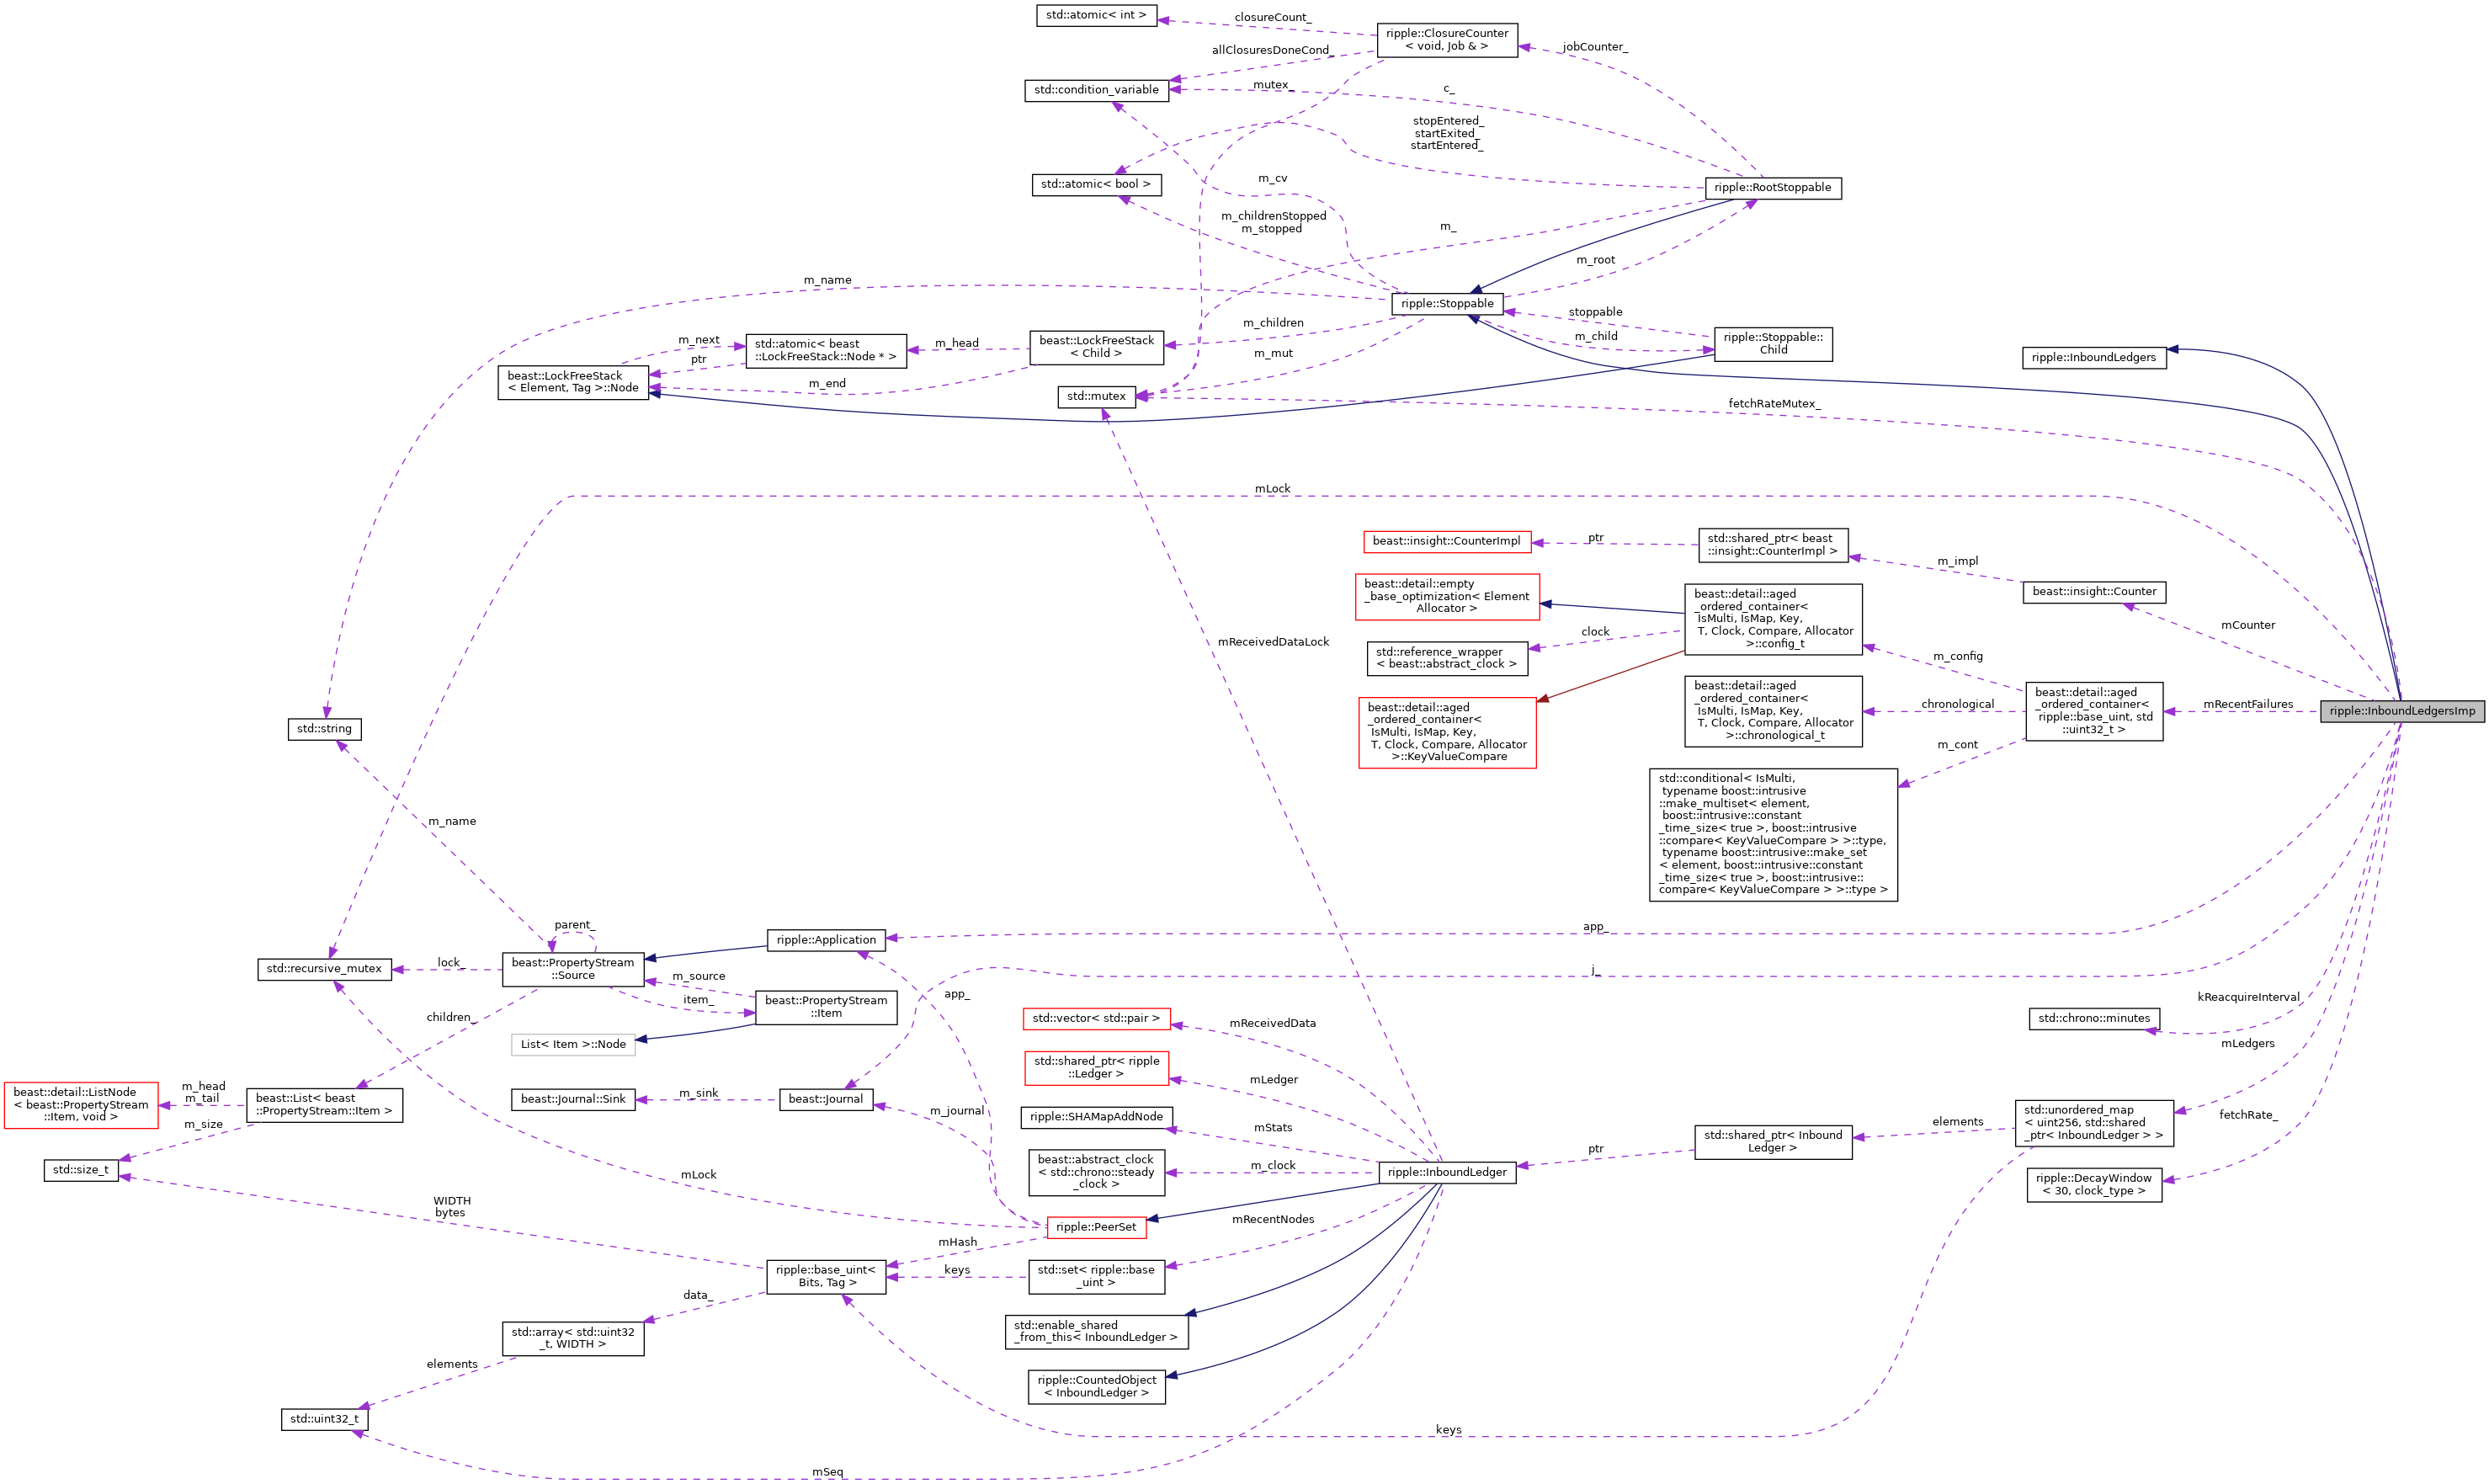 std::atomic< int >
closureCount_
ripple::ClosureCounter
< void, Job & >
jobCounter_
allClosuresDoneCond_
std::condition_variable
mutex_
c_
stopEntered_
startExited_
startEntered_
std::atomic< bool >
m_cv
ripple::RootStoppable
m_childrenStopped
m_stopped
m_
m_root
m_name
ripple::Stoppable
stoppable
m_child
ripple::Stoppable::
Child
m_children
m_mut
beast::LockFreeStack
< Child >
m_head
std::atomic< beast
::LockFreeStack::Node * >
m_next
ptr
m_end
beast::LockFreeStack
< Element, Tag >::Node
std::mutex
ripple::InboundLedgers
fetchRateMutex_
mLock
beast::insight::CounterImpl
ptr
std::shared_ptr< beast
::insight::CounterImpl >
m_impl
beast::insight::Counter
mCounter
beast::detail::empty
_base_optimization< Element
Allocator >
beast::detail::aged
_ordered_container<
IsMulti, IsMap, Key,
T, Clock, Compare, Allocator
>::config_t
clock
std::reference_wrapper
< beast::abstract_clock >
mReceivedDataLock
m_config
beast::detail::aged
_ordered_container<
IsMulti, IsMap, Key,
T, Clock, Compare, Allocator
>::KeyValueCompare
beast::detail::aged
_ordered_container<
IsMulti, IsMap, Key,
T, Clock, Compare, Allocator
>::chronological_t
chronological
beast::detail::aged
_ordered_container<
ripple::base_uint, std
::uint32_t >
mRecentFailures
ripple::InboundLedgersImp
m_cont
std::string
std::conditional< IsMulti,
typename boost::intrusive
::make_multiset< element,
boost::intrusive::constant
_time_size< true >, boost::intrusive
::compare< KeyValueCompare > >::type,
typename boost::intrusive::make_set
< element, boost::intrusive::constant
_time_size< true >, boost::intrusive::
compare< KeyValueCompare > >::type >
m_name
parent_
ripple::Application
app_
std::recursive_mutex
lock_
beast::PropertyStream
::Source
m_source
item_
j_
beast::PropertyStream
::Item
app_
children_
List< Item >::Node
std::vector< std::pair >
mReceivedData
kReacquireInterval
std::chrono::minutes
mLedgers
std::shared_ptr< ripple
::Ledger >
mLedger
beast::detail::ListNode
< beast::PropertyStream
::Item, void >
m_head
m_tail
beast::List< beast
::PropertyStream::Item >
m_size
beast::Journal::Sink
m_sink
beast::Journal
m_journal
ripple::SHAMapAddNode
mStats
std::unordered_map
< uint256, std::shared
_ptr< InboundLedger > >
fetchRate_
elements
std::shared_ptr< Inbound
Ledger >
ptr
std::size_t
beast::abstract_clock
< std::chrono::steady
_clock >
m_clock
ripple::InboundLedger
mLock
ripple::DecayWindow
< 30, clock_type >
WIDTH
bytes
ripple::PeerSet
mRecentNodes
mHash
ripple::base_uint<
Bits, Tag >
keys
std::set< ripple::base
_uint >
data_
std::array< std::uint32
_t, WIDTH >
std::enable_shared
_from_this< InboundLedger >
elements
ripple::CountedObject
< InboundLedger >
std::uint32_t
keys
mSeq